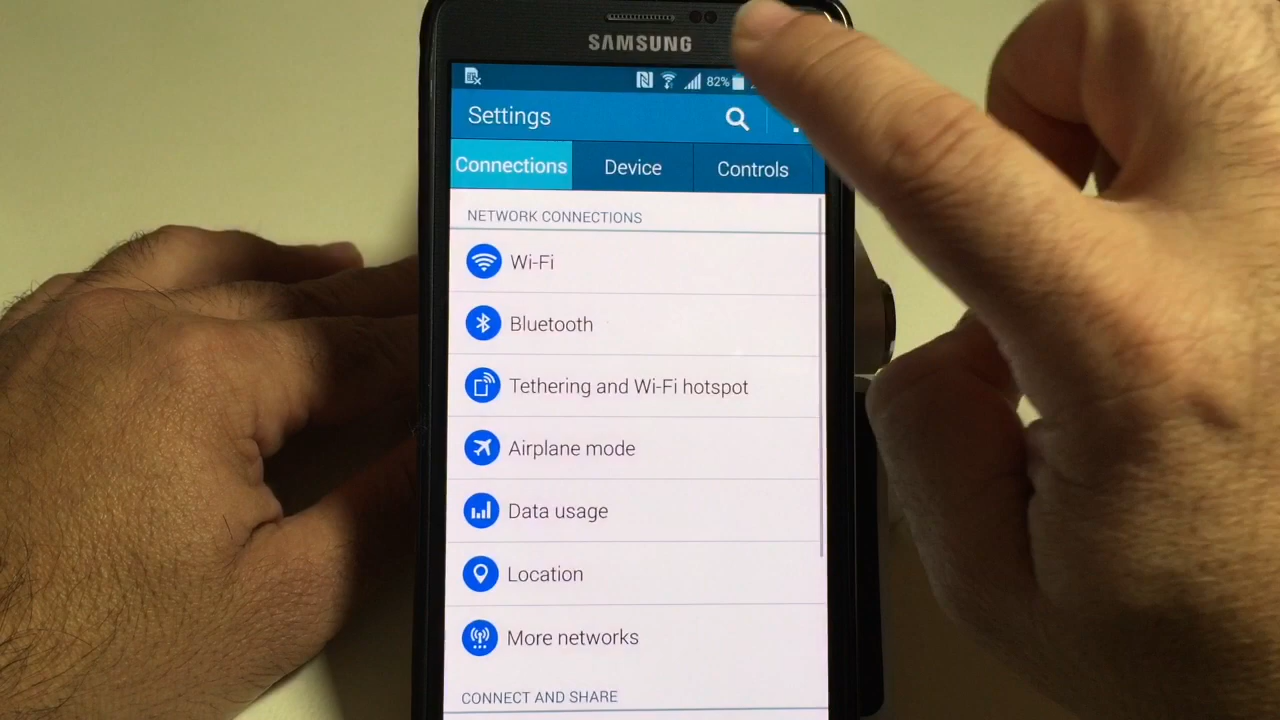 SAMSUNG
82%
Settings
Connections Device Controls
NETWORK CONNECTIONS
Wi-Fi
Bluetooth
Tethering and Wi-Fi hotspot
Airplane mode
Data usage
Location
More networks
CONNECT AND SHARE